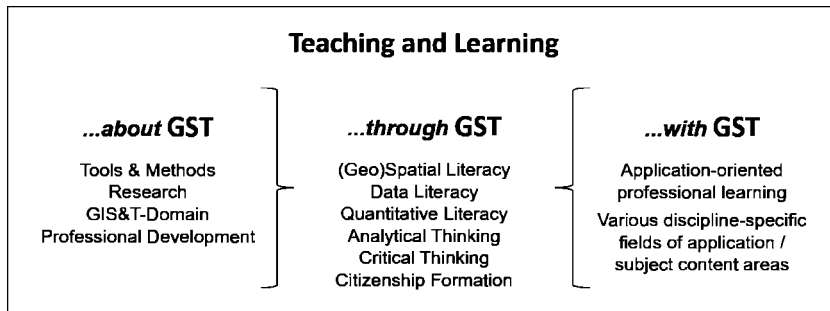 Teaching and Learning
...about GST
Tools & Methods
Research
GIS&T-Domain
Professional Development
...through GST
(Geo)Spatial Literacy
Data Literacy
Quantitative Literacy
Analytical Thinking
Critical Thinking
Citizenship Formation
...with GST
Application-oriented
professional learning
Various discipline-specific
fields of application /
subject content areas